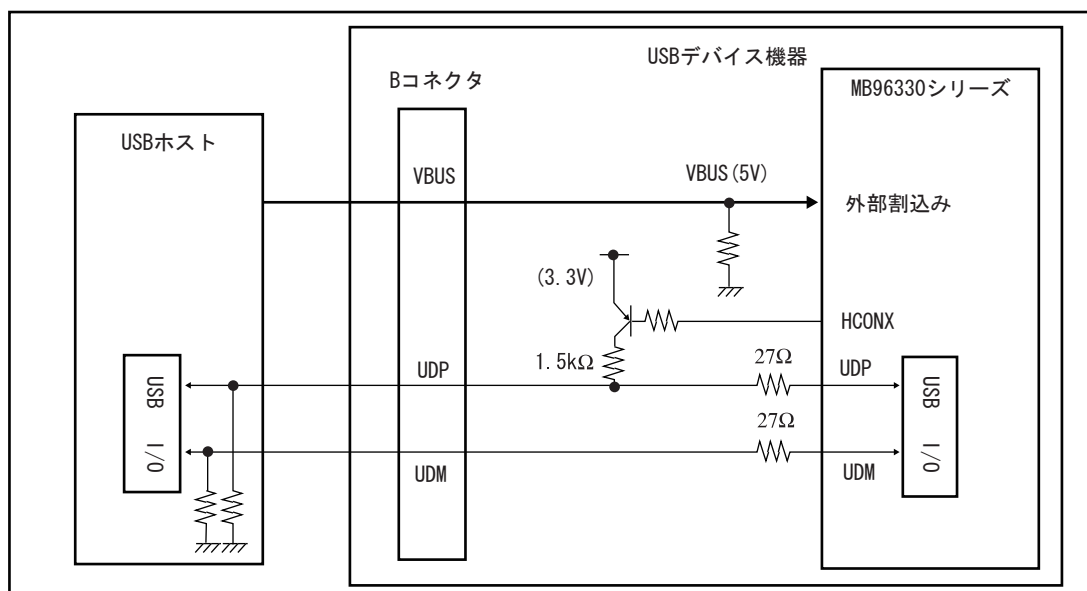 USBデバイス機器
Bコネクタ
MB96330シリーズ
USBホスト
VBUS
VBUS(5V)
外部割込み
(3.3V)
HCONX
1.5kΩ
27Ω
UDP
UDP
USB I/O
USB I/O
27Ω
UDM
UDM